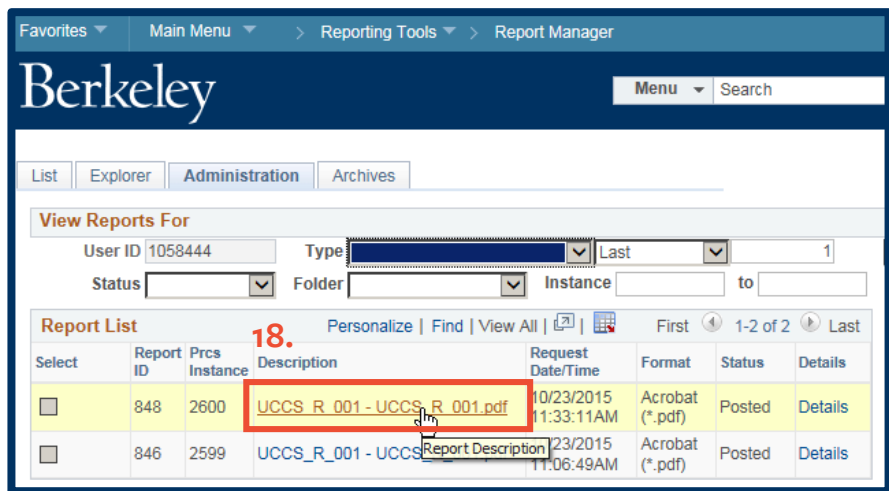 Favorites Main Menu > Reporting Tools > Report Manager
Berkeley
Menu Search
List Explorer Administration Archives
View Reports For
User ID 1058444 Type Last 1
Status Folder Instance to
Report List Personalize | Find | View All | First 1-2 of 2 Last
18.
Select Report ID Prcs Instance Description Request Date/Time Format Status Details
848 2600 UCCS_R_001 - UCCS_R_001.pdf 10/23/2015 11:33:11AM Acrobat (*.pdf) Posted Details
Report Description
846 2599 UCCS_R_001 - UCCS 23/2015 11:06:49AM Acrobat (*.pdf) Posted Details